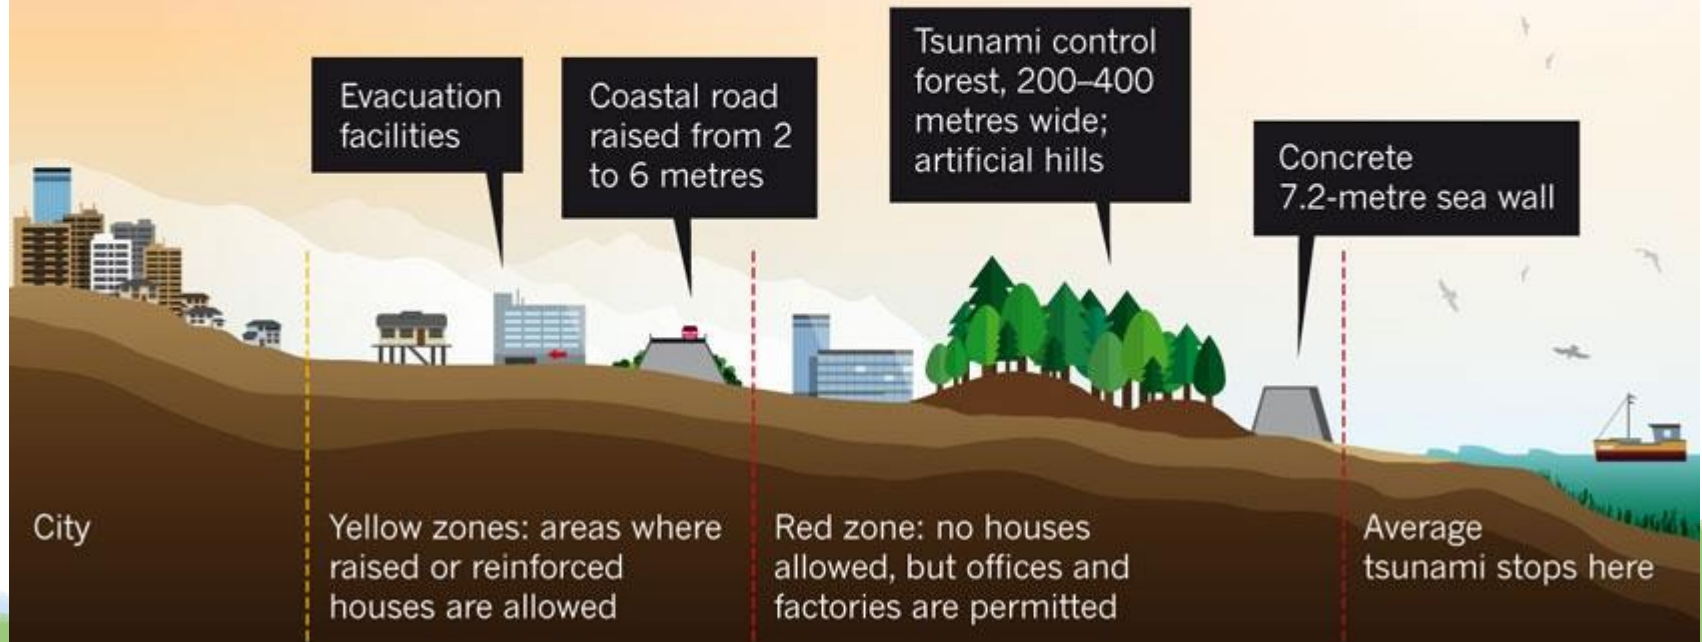 Evacuation
facilities
Coastal road
raised from 2
to 6 metres
Tsunami control
forest, 200–400
metres wide;
artificial hills
Concrete
7.2-metre sea wall
City
Yellow zones: areas where
raised or reinforced
houses are allowed
Red zone: no houses
allowed, but offices and
factories are permitted
Average
tsunami stops here